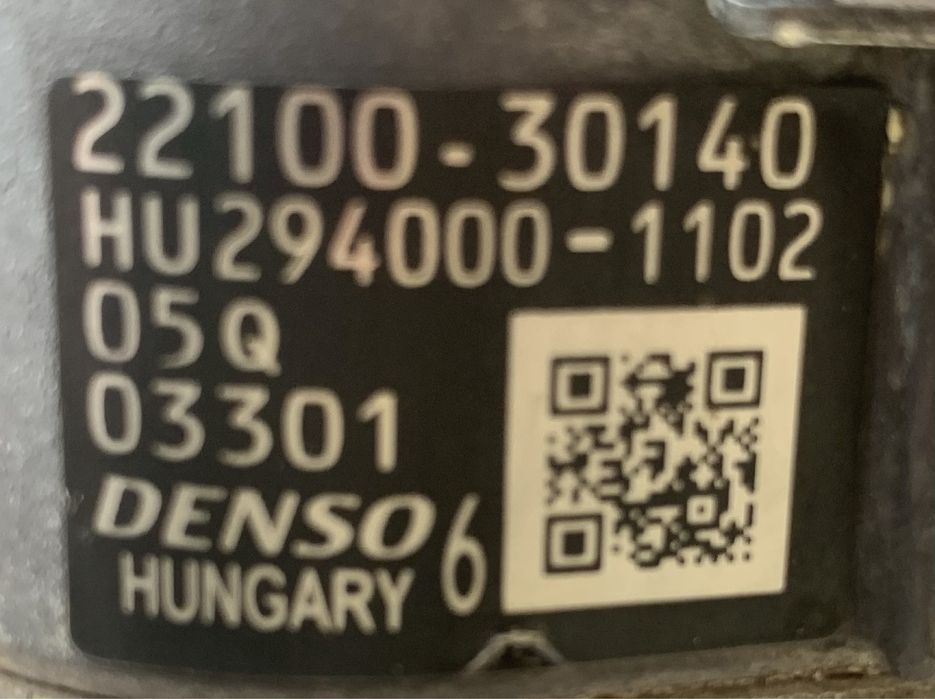 22100-30140
HU294000-1102
05Q
03301
DENSO 6
HUNGARY